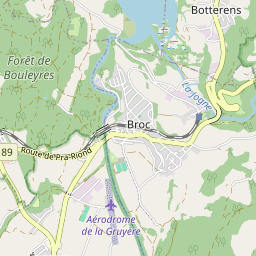 Botterens
Forêt de
Bouleyres
La Jogne
Broc
89
Route de Pra-Riond
Aérodrome
de la Gruyère